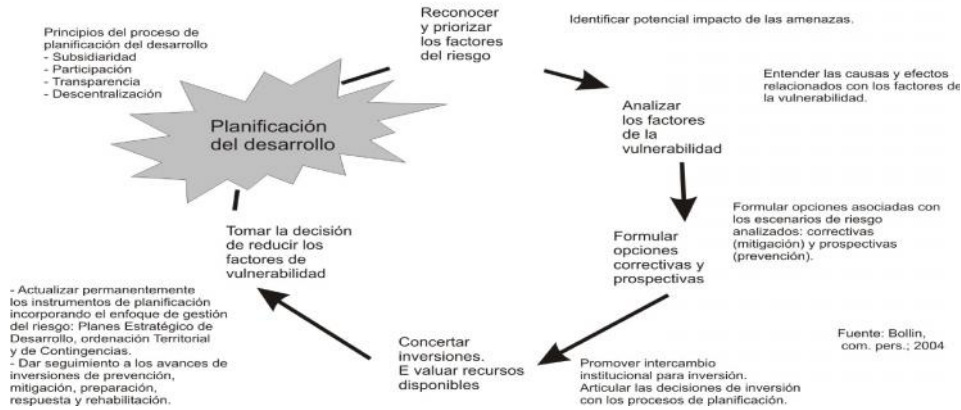 Principios del proceso de
planificación del desarrollo
- Subsidiaridad
- Participación
- Transparencia
- Descentralización
Planificación
del desarrollo
Reconocer
y priorizar
los factores
del riesgo
Identificar potencial impacto de las amenazas.
Analizar
los factores
de la
vulnerabilidad
Entender las causas y efectos
relacionados con los factores de
la vulnerabilidad.
Formular
opciones
correctivas y
prospectivas
Formular opciones asociadas con
los escenarios de riesgo
analizados: correctivas
(mitigación) y prospectivas
(prevención).
Concertar
inversiones.
E valuar recursos
disponibles
Promover intercambio
institucional para inversión.
Articular las decisiones de inversión
con los procesos de planificación.
Tomar la decisión
de reducir los
factores de
vulnerabilidad
- Actualizar permanentemente
los instrumentos de planificación
incorporando el enfoque de gestión
del riesgo: Planes Estratégico de
Desarrollo, ordenación Territorial
y de Contingencias.
- Dar seguimiento a los avances de
inversiones de prevención,
mitigación, preparación,
respuesta y rehabilitación.
Fuente: Bollin,
com. pers.; 2004